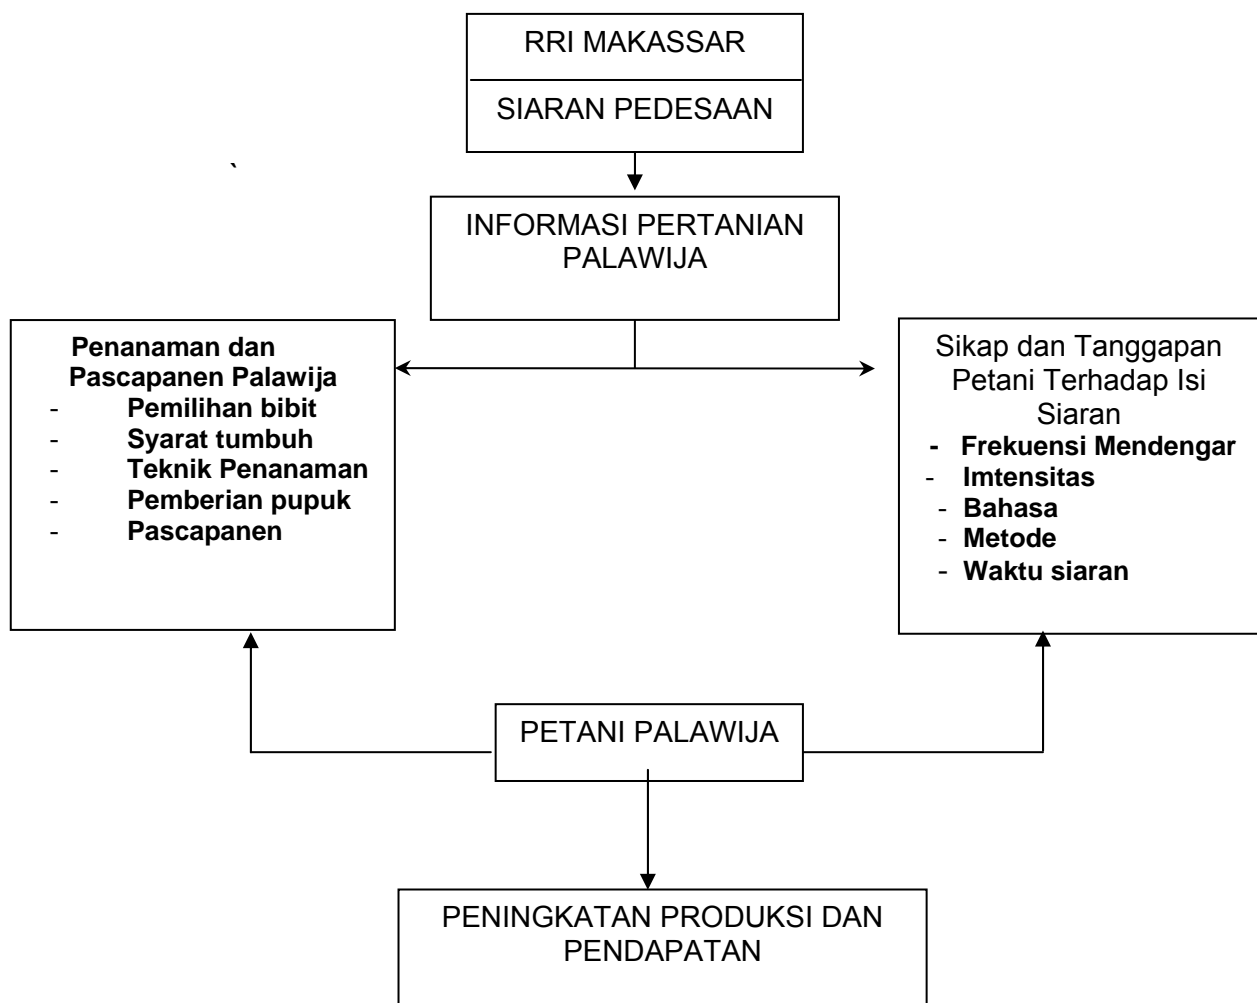 RRI MAKASSAR
SIARAN PEDESAAN
`
INFORMASI PERTANIAN
PALAWIJA
Penanaman dan
Pascapanen Palawija
- Pemilihan bibit
- Syarat tumbuh
- Teknik Penanaman
- Pemberian pupuk
- Pascapanen
Sikap dan Tanggapan
Petani Terhadap Isi
Siaran
- Frekuensi Mendengar
- Imtensitas
- Bahasa
- Metode
- Waktu siaran
PETANI PALAWIJA
PENINGKATAN PRODUKSI DAN
PENDAPATAN